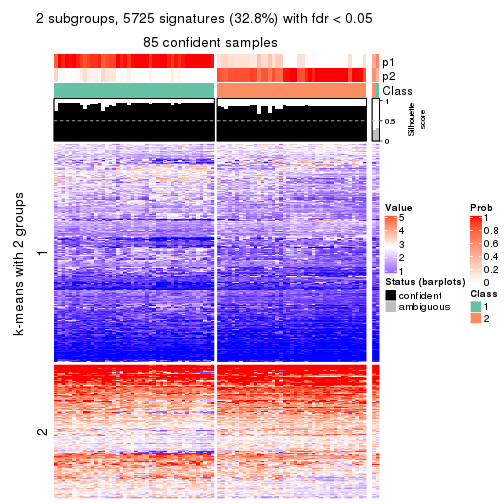 2 subgroups, 5725 signatures (32.8%) with fdr < 0.05
85 confident samples
p1
p2
Class
1
0.5
0
Silhouette
score
k-means with 2 groups
1
2
Value
5
4
3
2
1
Status (barplots)
confident
ambiguous
Prob
1
0.8
0.6
0.4
0.2
0
Class
1
2